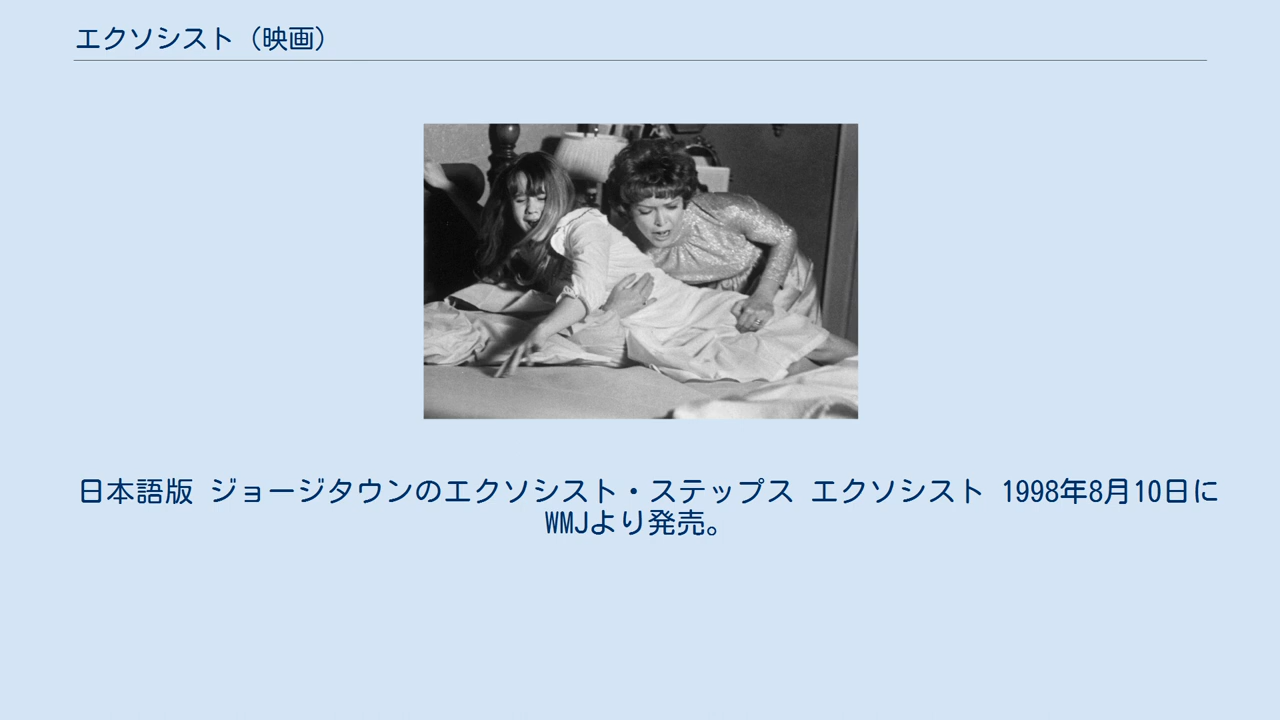 エクソシスト（映画）
日本語版 ジョージタウンのエクソシスト・ステップス エクソシスト 1998年8月10日に
WMJより発売。